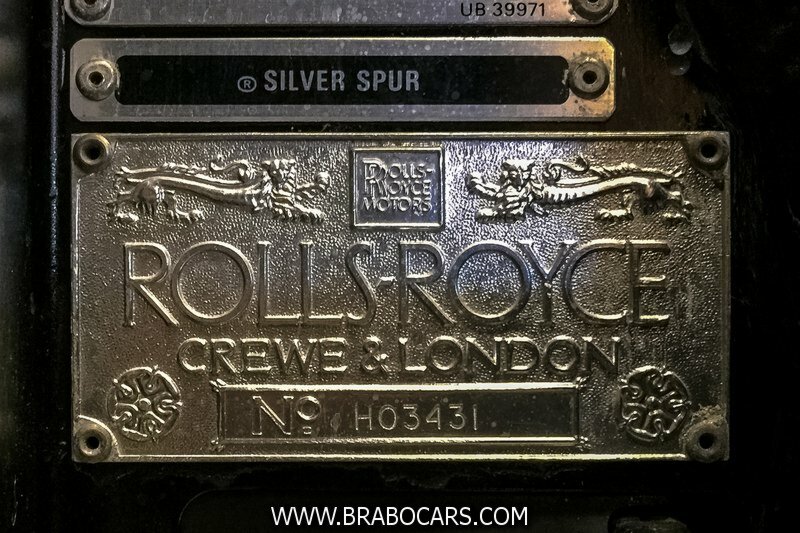 UB 39971
® SILVER SPUR
ROLLS-
ROYCE
MOTORS
ROLLS-ROYCE
CREWE & LONDON
No H03431
WWW.BRABOCARS.COM